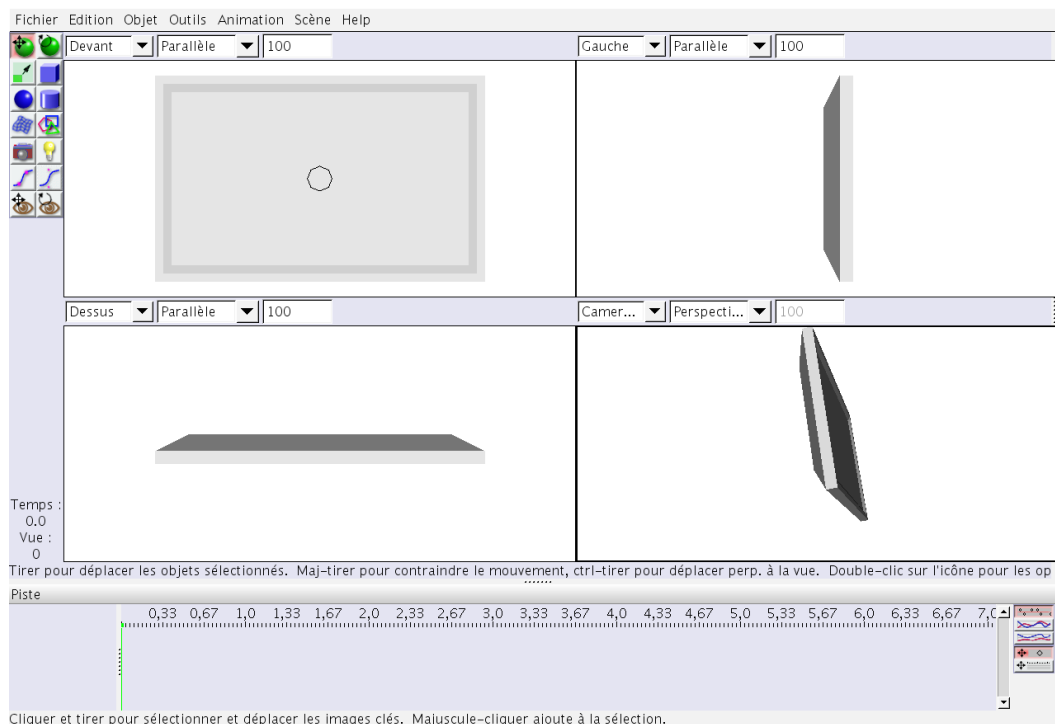 Fichier Edition Objet Outils Animation Scène Help
Devant Parallèle 100 Gauche Parallèle 100
Dessus Parallèle 100 Camer... Perspecti... 100
Temps :
0.0
Vue :
0
Tirer pour déplacer les objets sélectionnés. Maj-tirer pour contraindre le mouvement, ctrl-tirer pour déplacer perp. à la vue. Double-clic sur l'icône pour les op
Piste
0,33 0,67 1,0 1,33 1,67 2,0 2,33 2,67 3,0 3,33 3,67 4,0 4,33 4,67 5,0 5,33 5,67 6,0 6,33 6,67 7,0
Cliquer et tirer pour sélectionner et déplacer les images clés. Majuscule-cliquer ajoute à la sélection.